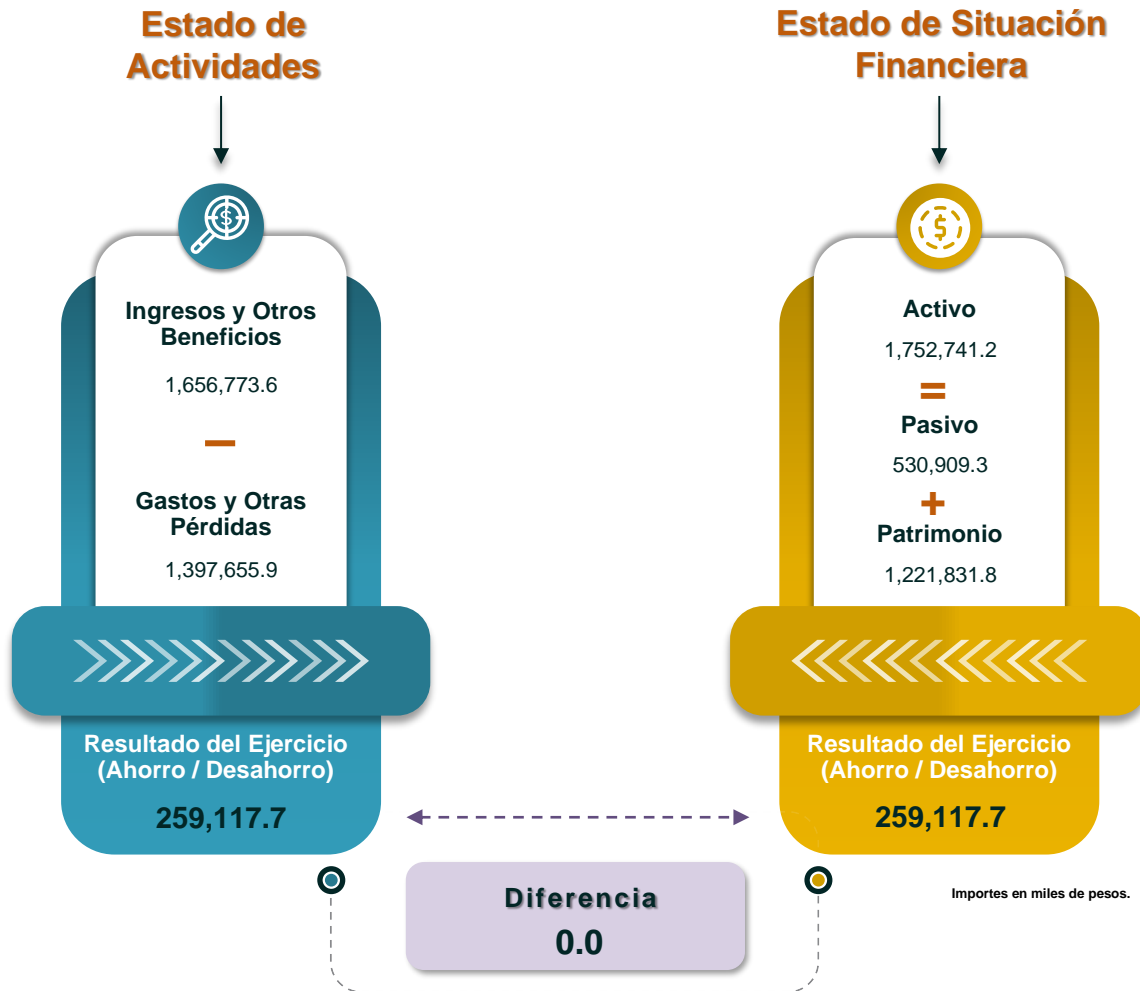 Estado de
Actividades
Ingresos y Otros
Beneficios
1,656,773.6
–
Gastos y Otras
Pérdidas
1,397,655.9
Resultado del Ejercicio
(Ahorro / Desahorro)
259,117.7
Estado de Situación
Financiera
Activo
1,752,741.2
=
Pasivo
530,909.3
+
Patrimonio
1,221,831.8
Resultado del Ejercicio
(Ahorro / Desahorro)
259,117.7
Diferencia
0.0
Importes en miles de pesos.